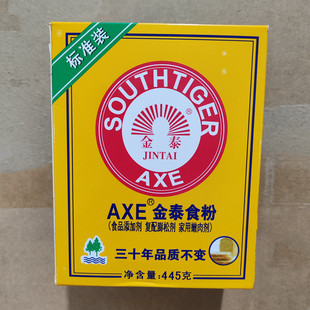 标准装
SOUTHTIGER
®
金泰
JINTAI
AXE
AXE®金泰食粉
(食品添加剂 复配膨松剂 家用嫩肉剂)
三十年品质不变
净含量:445克